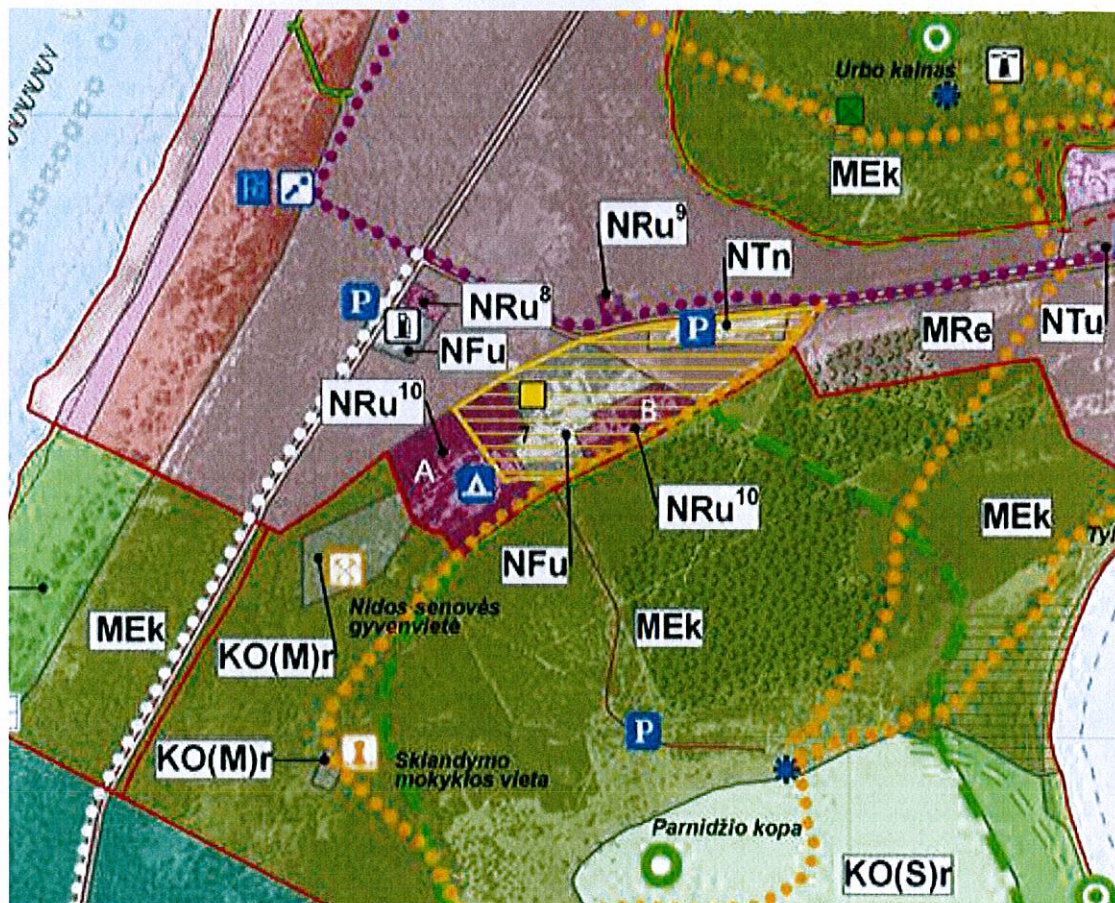 Urbo kalnas
MEk
NRu⁹
NTn
P
NRu⁸
P
NTu
MRe
NFu
NRu¹⁰
B
A
7
NRu¹⁰
MEk
NFu
Nidos senovės
gyvenvietė
MEk
MEk
KO(M)r
P
KO(M)r
Sklandymo
mokyklos vieta
Parnidžio kopa
KO(S)r